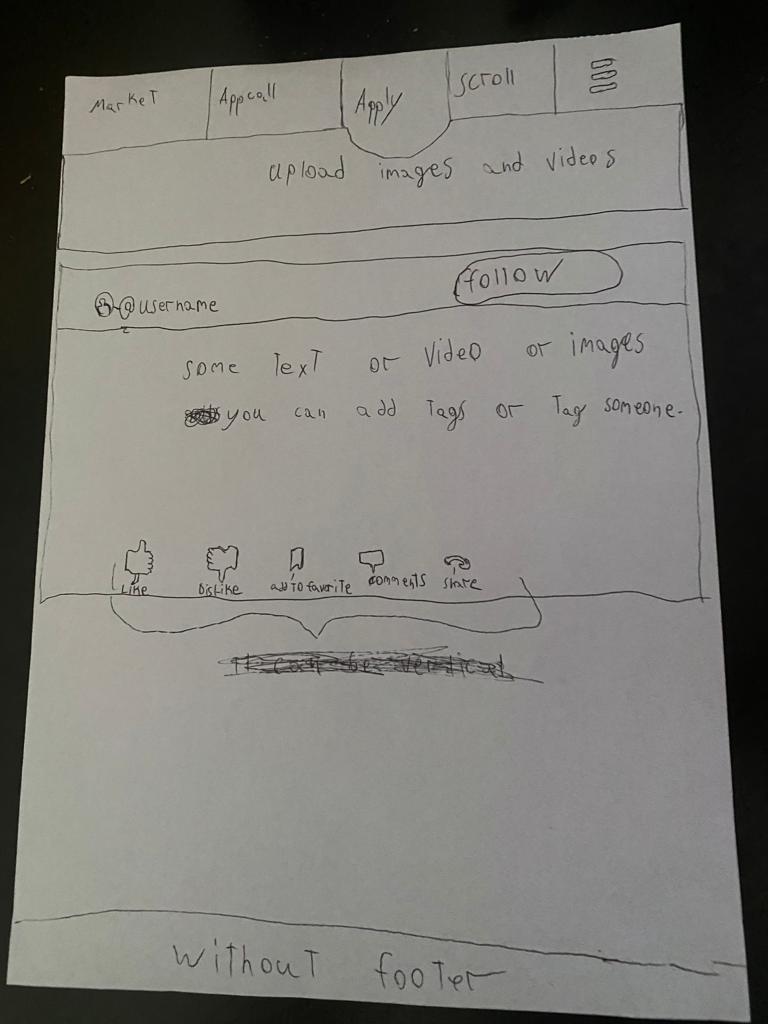 Market Appcall Apply scroll
upload images and videos
@username follow
some Text or Video or images
you can add Tags or Tag someone.
Like DisLike add To favorite comments share
without footer